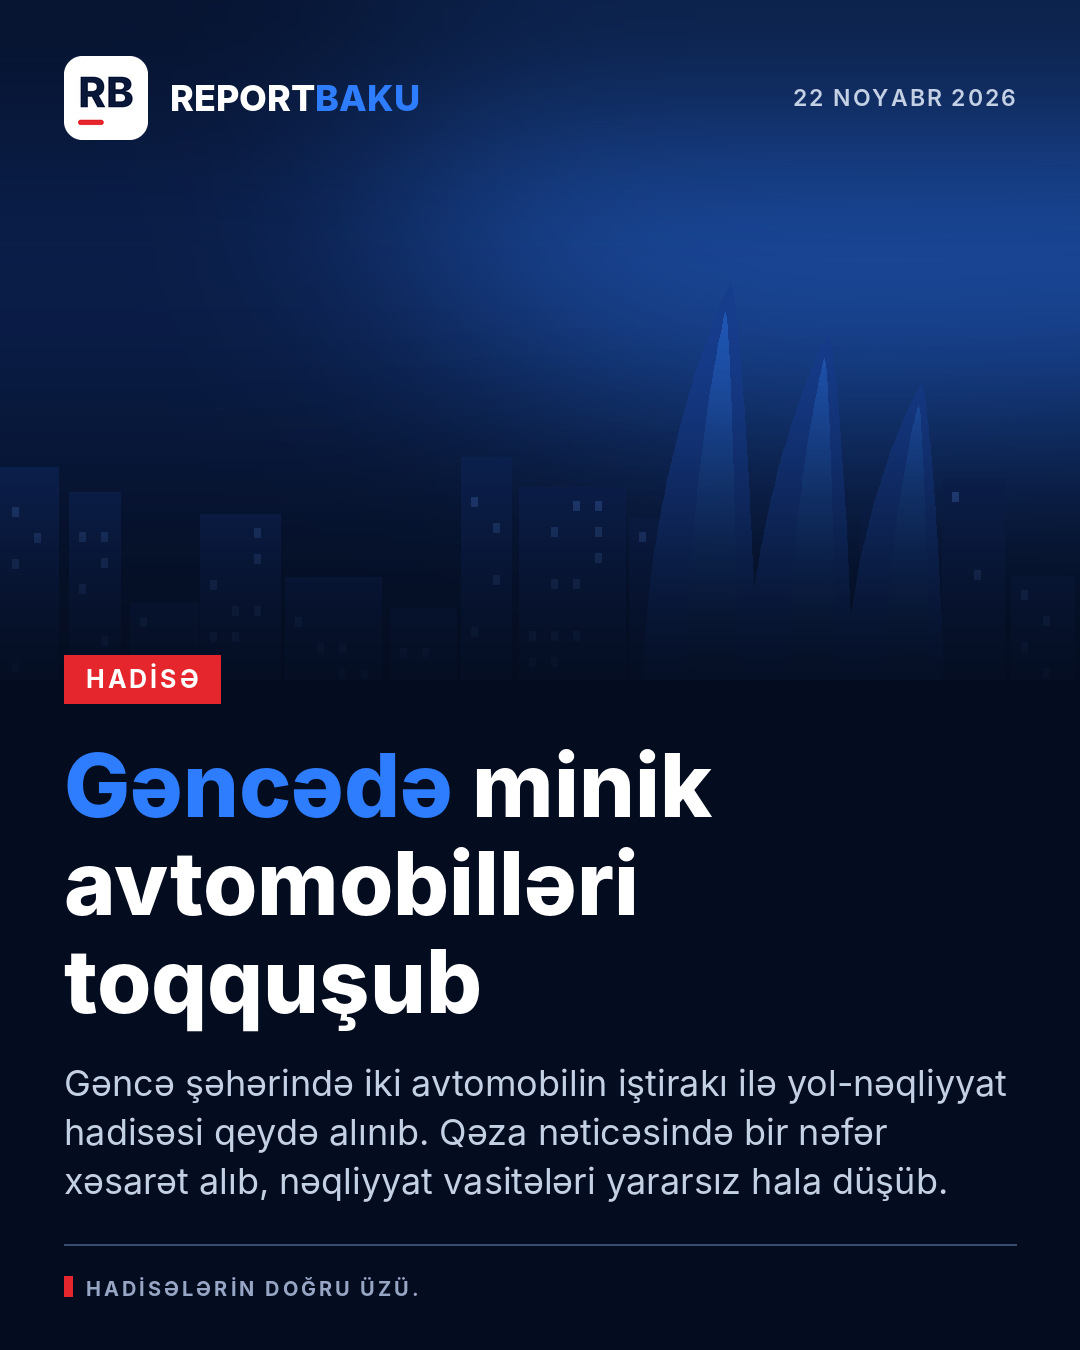 RB
REPORTBAKU
22 NOYABR 2026
HADİSƏ
Gəncədə minik
avtomobilləri
toqquşub
Gəncə şəhərində iki avtomobilin iştirakı ilə yol-nəqliyyat
hadisəsi qeydə alınıb. Qəza nəticəsində bir nəfər
xəsarət alıb, nəqliyyat vasitələri yararsız hala düşüb.
HADİSƏLƏRİN DOĞRU ÜZÜ.